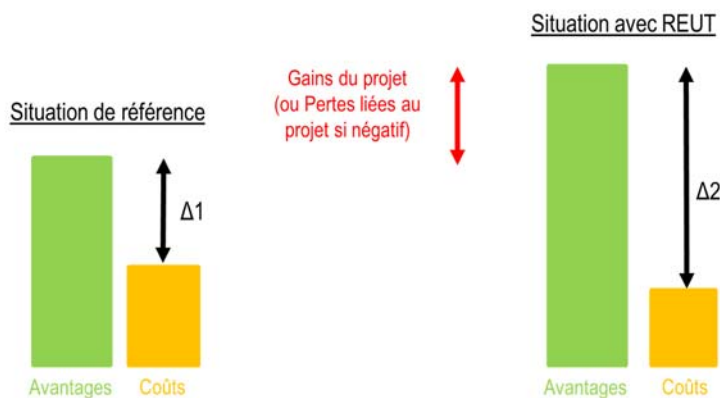 Situation avec REUT
Gains du projet
(ou Pertes liées au
projet si négatif)
Situation de référence
Δ1
Δ2
Avantages
Coûts
Avantages
Coûts